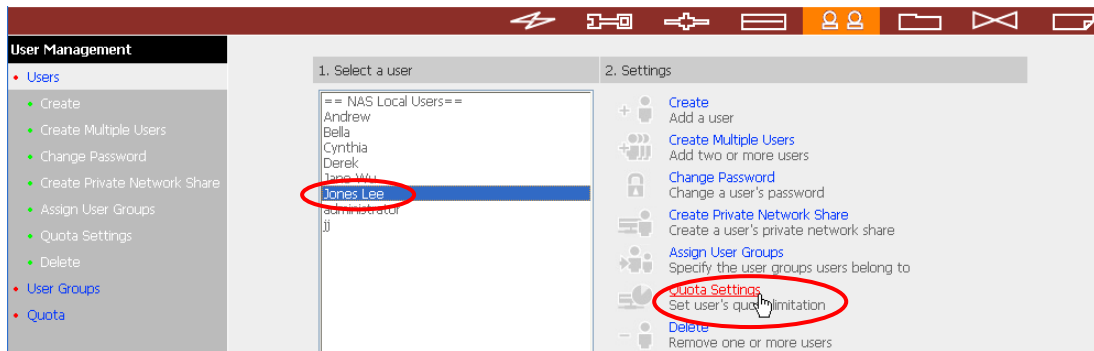 User Management
Users
Create
Create Multiple Users
Change Password
Create Private Network Share
Assign User Groups
Quota Settings
Delete
User Groups
Quota
1. Select a user
== NAS Local Users==
Andrew
Bella
Cynthia
Derek
Jane Wu
Jones Lee
administrator
jj
2. Settings
Create
Add a user
Create Multiple Users
Add two or more users
Change Password
Change a user's password
Create Private Network Share
Create a user's private network share
Assign User Groups
Specify the user groups users belong to
Quota Settings
Set user's quota limitation
Delete
Remove one or more users